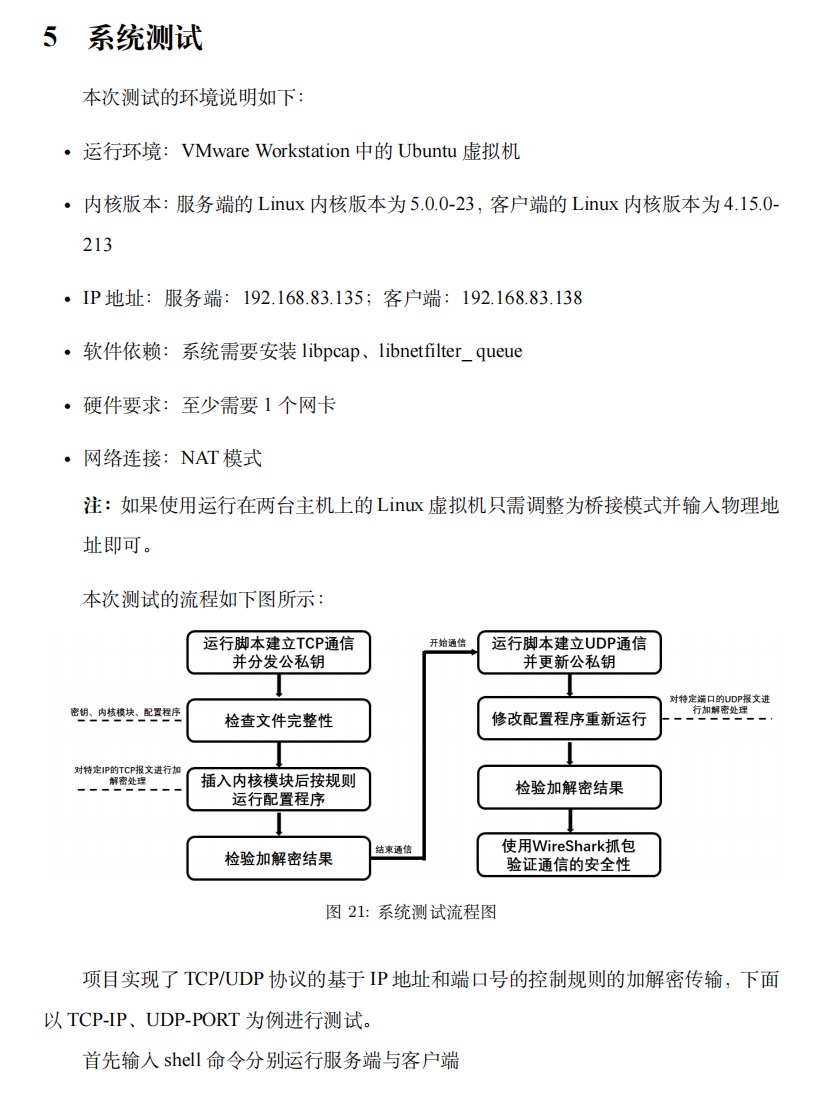 5 系统测试
本次测试的环境说明如下：
• 运行环境：VMware Workstation 中的 Ubuntu 虚拟机
• 内核版本：服务端的 Linux 内核版本为 5.0.0-23，客户端的 Linux 内核版本为 4.15.0-
213
• IP 地址：服务端：192.168.83.135；客户端：192.168.83.138
• 软件依赖：系统需要安装 libpcap、libnetfilter_queue
• 硬件要求：至少需要 1 个网卡
• 网络连接：NAT 模式
注：如果使用运行在两台主机上的 Linux 虚拟机只需调整为桥接模式并输入物理地
址即可。
本次测试的流程如下图所示：
运行脚本建立TCP通信
并分发公私钥
密钥、内核模块、配置程序
检查文件完整性
对特定IP的TCP报文进行加
解密处理
插入内核模块后按规则
运行配置程序
检验加解密结果
结束通信
开始通信
运行脚本建立UDP通信
并更新公私钥
对特定端口的UDP报文进
行加解密处理
修改配置程序重新运行
检验加解密结果
使用WireShark抓包
验证通信的安全性
图 21: 系统测试流程图
项目实现了 TCP/UDP 协议的基于 IP 地址和端口号的控制规则的加解密传输，下面
以 TCP-IP、UDP-PORT 为例进行测试。
首先输入 shell 命令分别运行服务端与客户端